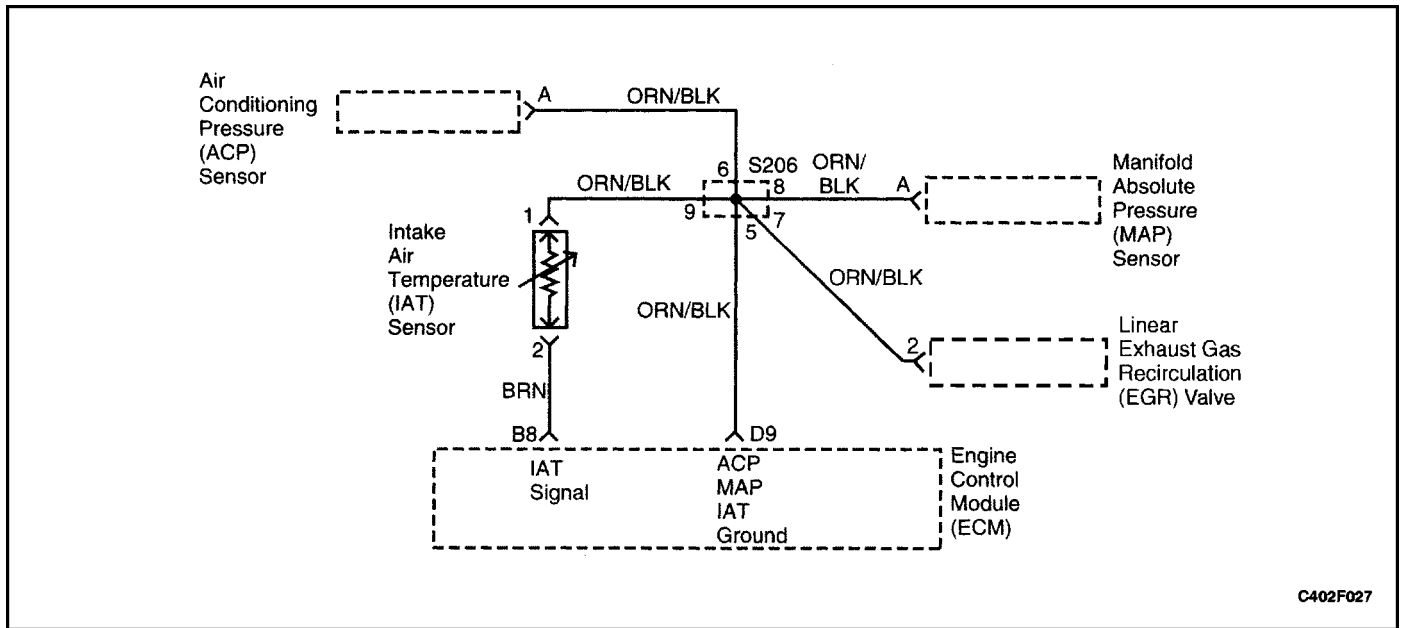 Air
Conditioning
Pressure
(ACP)
Sensor
A
ORN/BLK
6
S206
ORN/
BLK
8
A
Manifold
Absolute
Pressure
(MAP)
Sensor
ORN/BLK
9
7
5
1
Intake
Air
Temperature
(IAT)
Sensor
2
ORN/BLK
ORN/BLK
2
Linear
Exhaust Gas
Recirculation
(EGR) Valve
BRN
B8
D9
IAT
Signal
ACP
MAP
IAT
Ground
Engine
Control
Module
(ECM)
C402F027